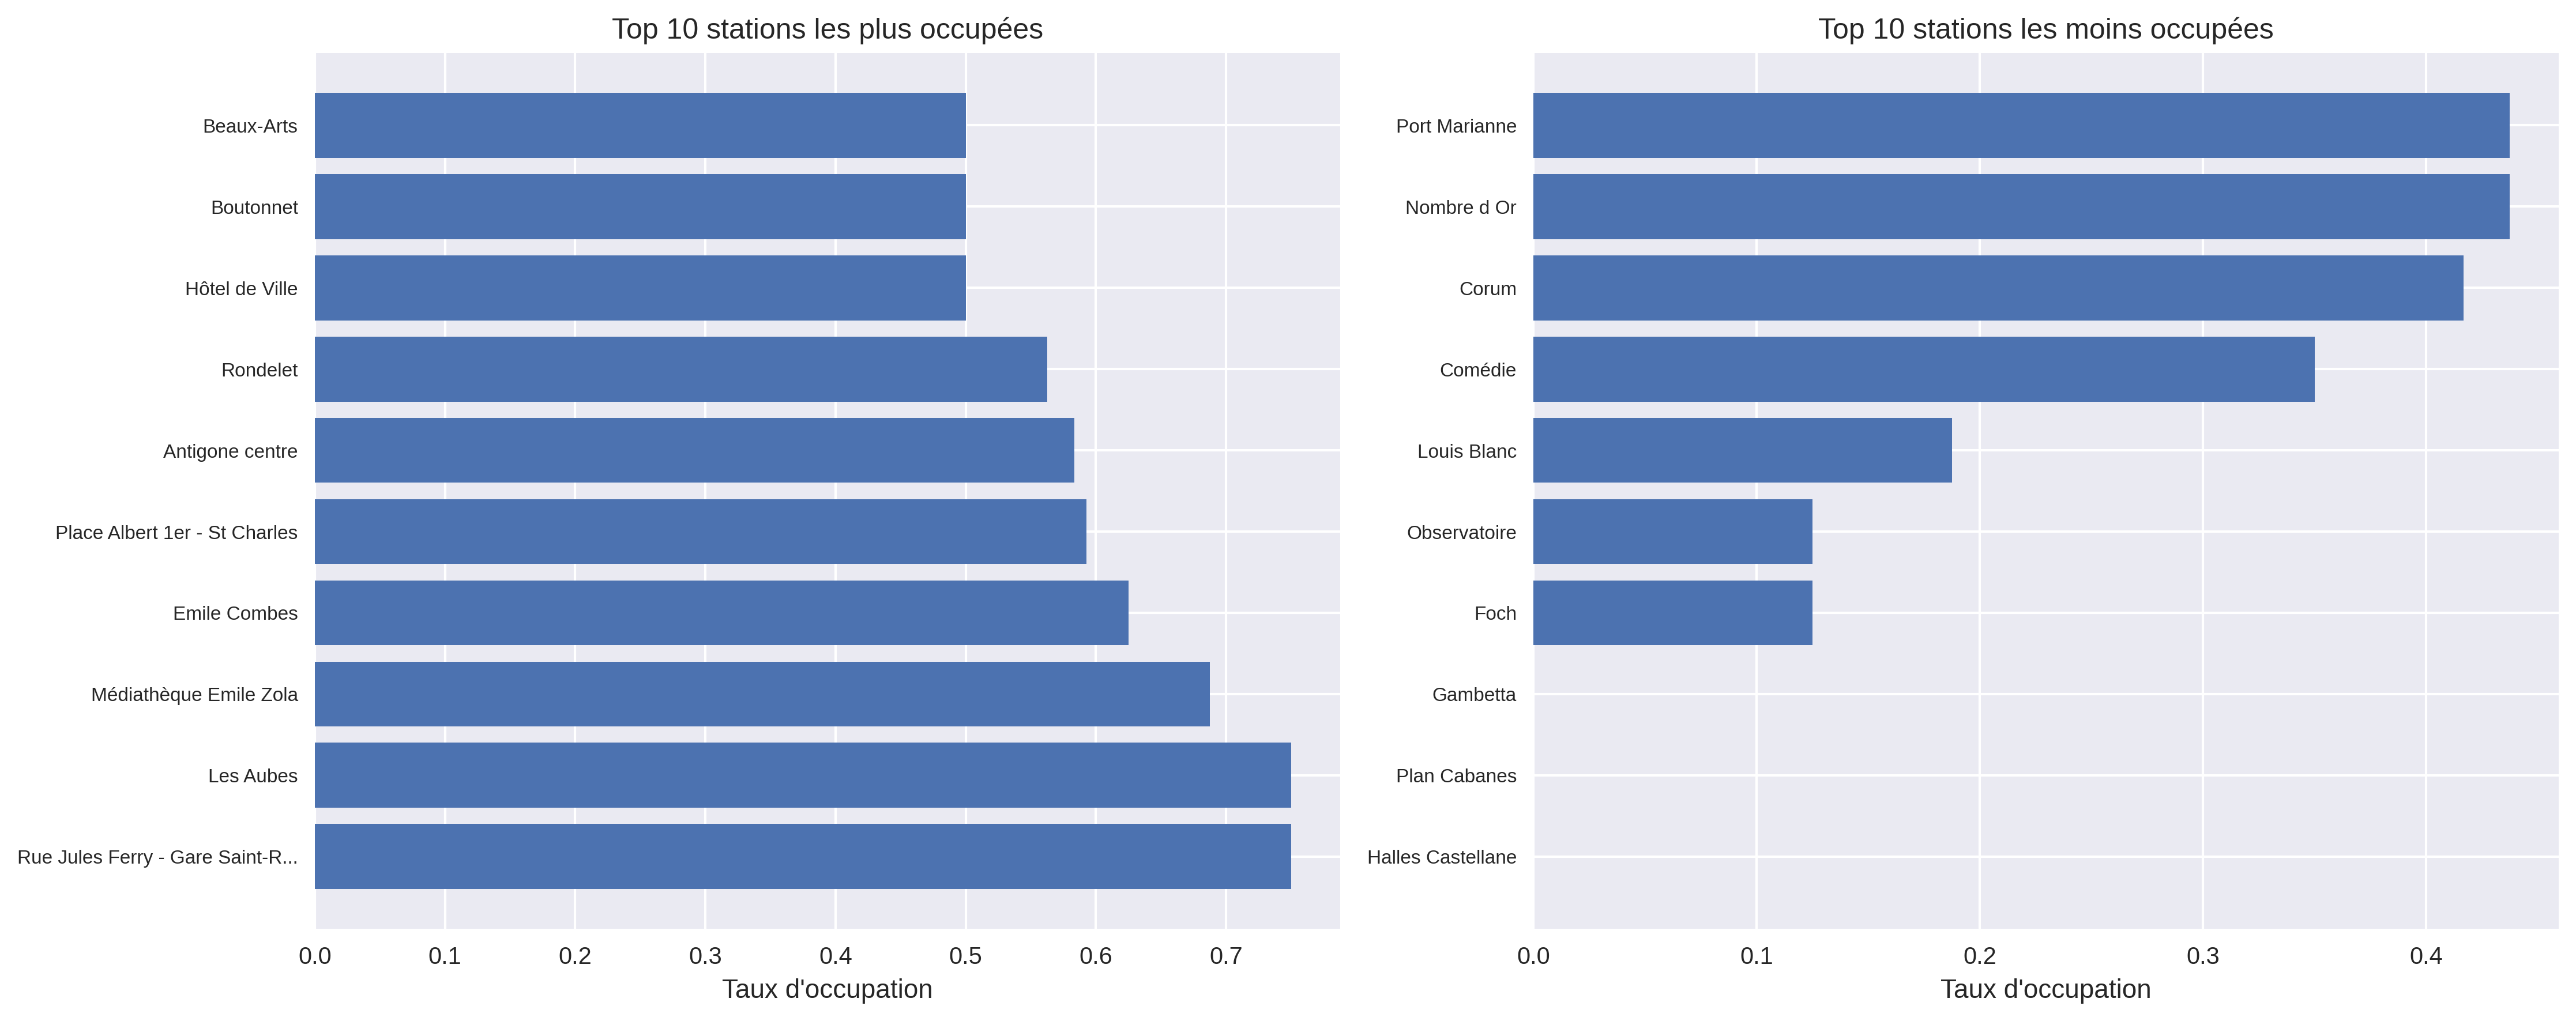 Top 10 stations les plus occupées
Beaux-Arts
Boutonnet
Hôtel de Ville
Rondelet
Antigone centre
Place Albert 1er - St Charles
Emile Combes
Médiathèque Emile Zola
Les Aubes
Rue Jules Ferry - Gare Saint-R...
0.0 0.1 0.2 0.3 0.4 0.5 0.6 0.7
Taux d'occupation
Top 10 stations les moins occupées
Port Marianne
Nombre d Or
Corum
Comédie
Louis Blanc
Observatoire
Foch
Gambetta
Plan Cabanes
Halles Castellane
0.0 0.1 0.2 0.3 0.4
Taux d'occupation